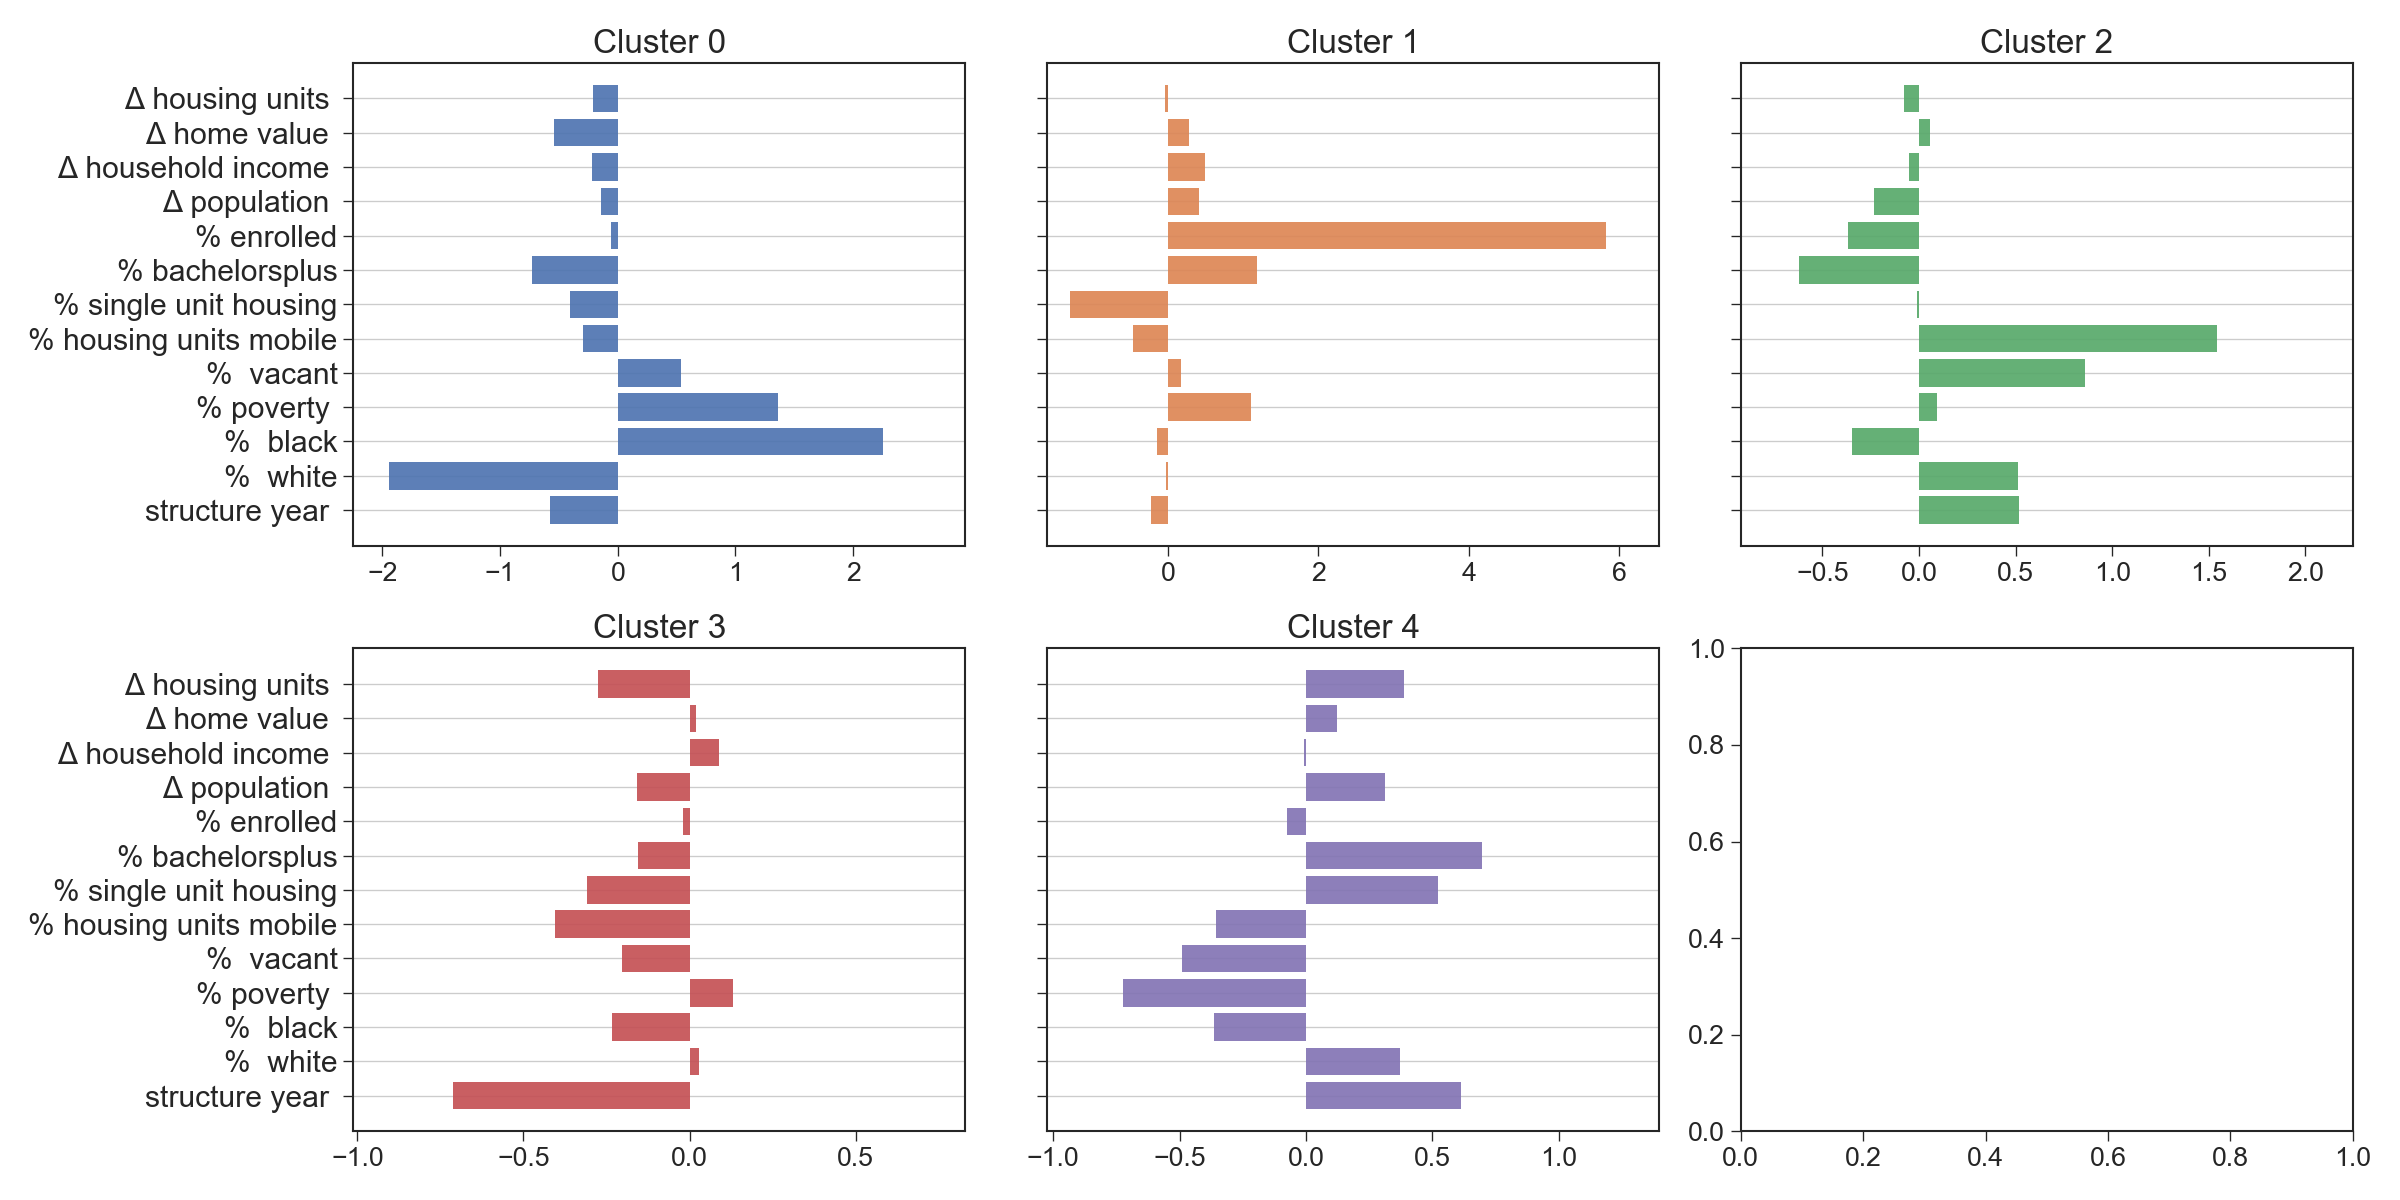 Cluster 0
Cluster 1
Cluster 2
Δ housing units
Δ home value
Δ household income
Δ population
% enrolled
% bachelorsplus
% single unit housing
% housing units mobile
%  vacant
% poverty
%  black
%  white
structure year
−2 −1 0 1 2
0 2 4 6
−0.5 0.0 0.5 1.0 1.5 2.0
Cluster 3
Cluster 4
Δ housing units
Δ home value
Δ household income
Δ population
% enrolled
% bachelorsplus
% single unit housing
% housing units mobile
%  vacant
% poverty
%  black
%  white
structure year
−1.0 −0.5 0.0 0.5
−1.0 −0.5 0.0 0.5 1.0
1.0
0.8
0.6
0.4
0.2
0.0
0.0 0.2 0.4 0.6 0.8 1.0